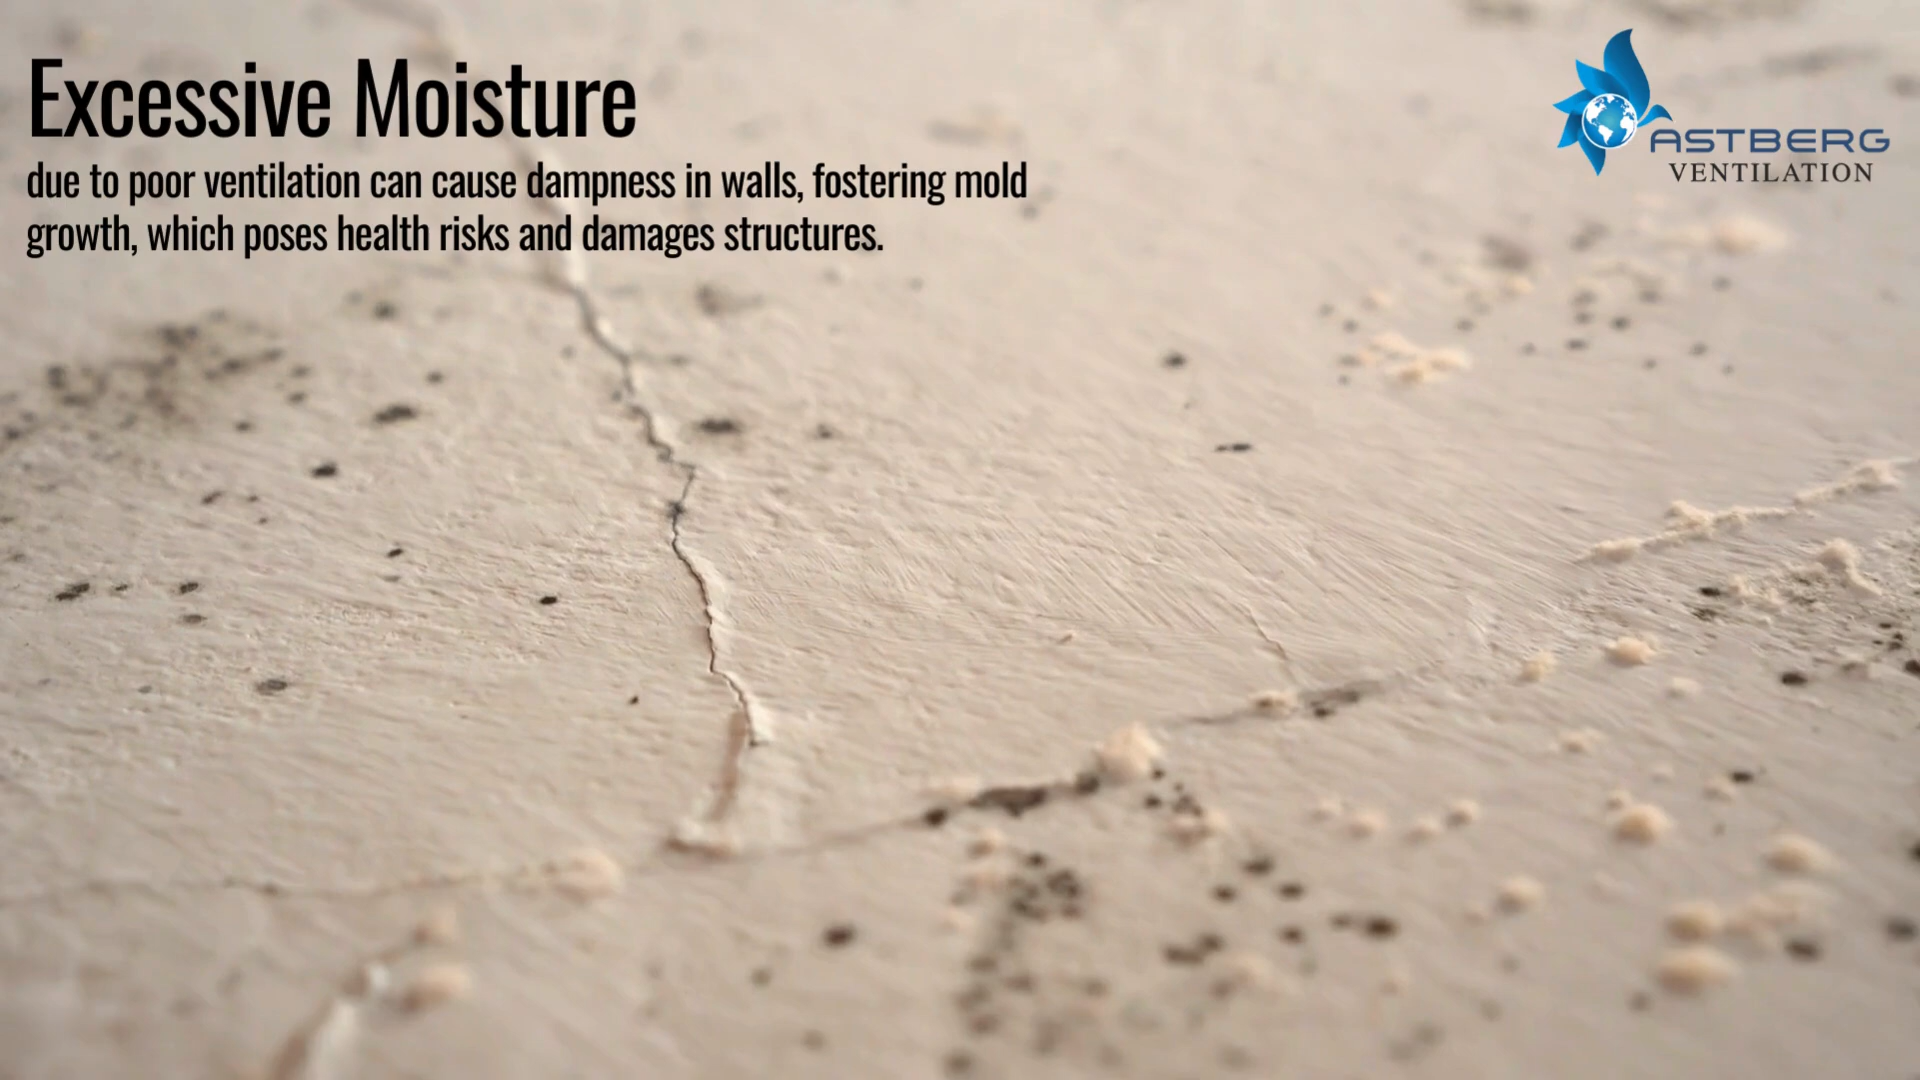 Excessive Moisture
due to poor ventilation can cause dampness in walls, fostering mold
growth, which poses health risks and damages structures.
ASTBERG
VENTILATION